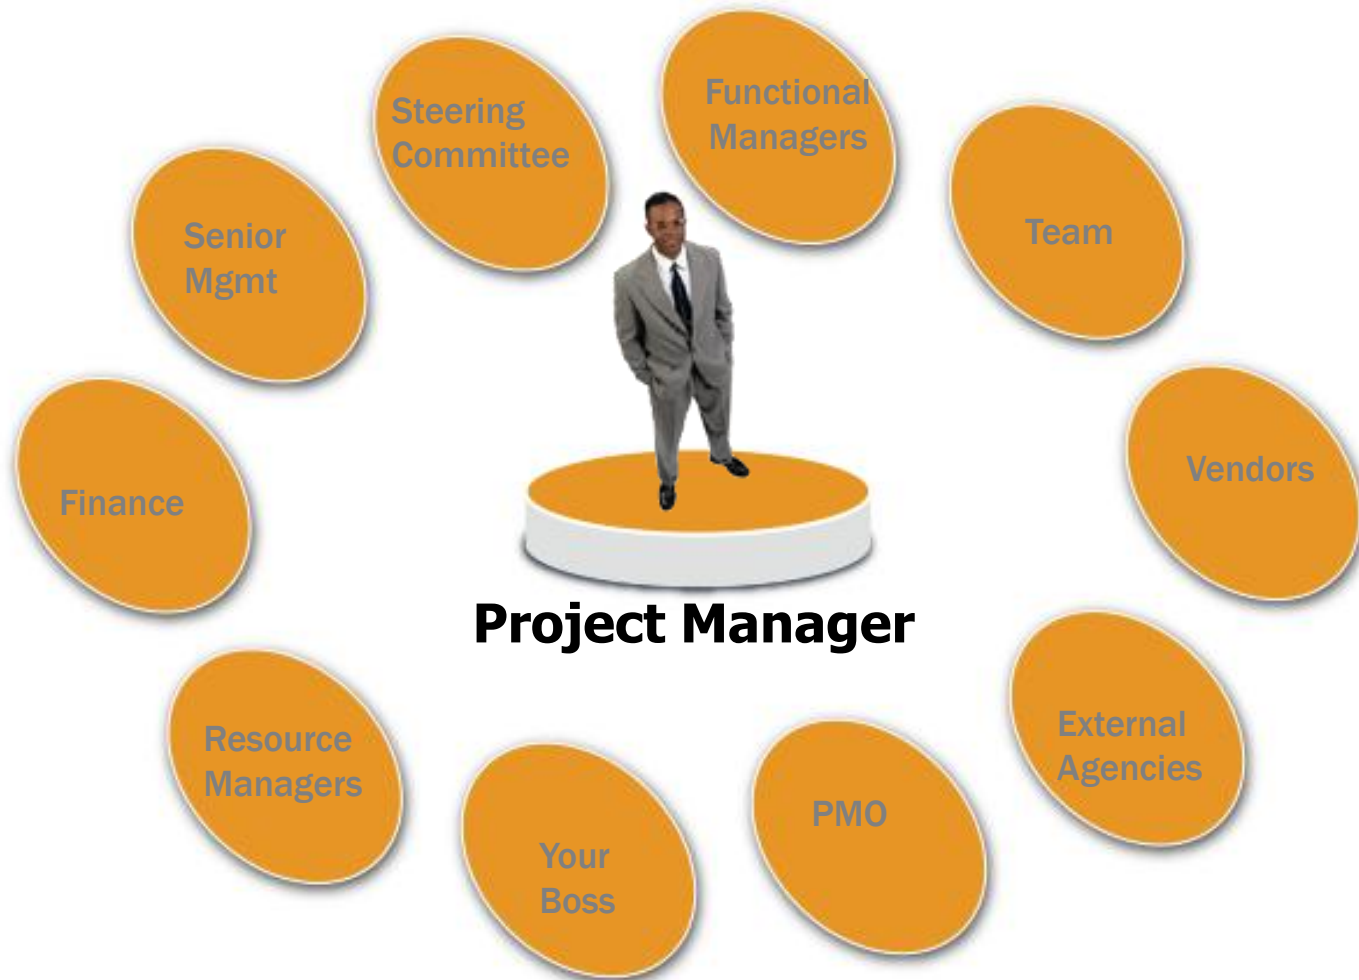 Steering
Committee
Functional
Managers
Team
Senior
Mgmt
Vendors
Finance
Project Manager
External
Agencies
Resource
Managers
PMO
Your
Boss